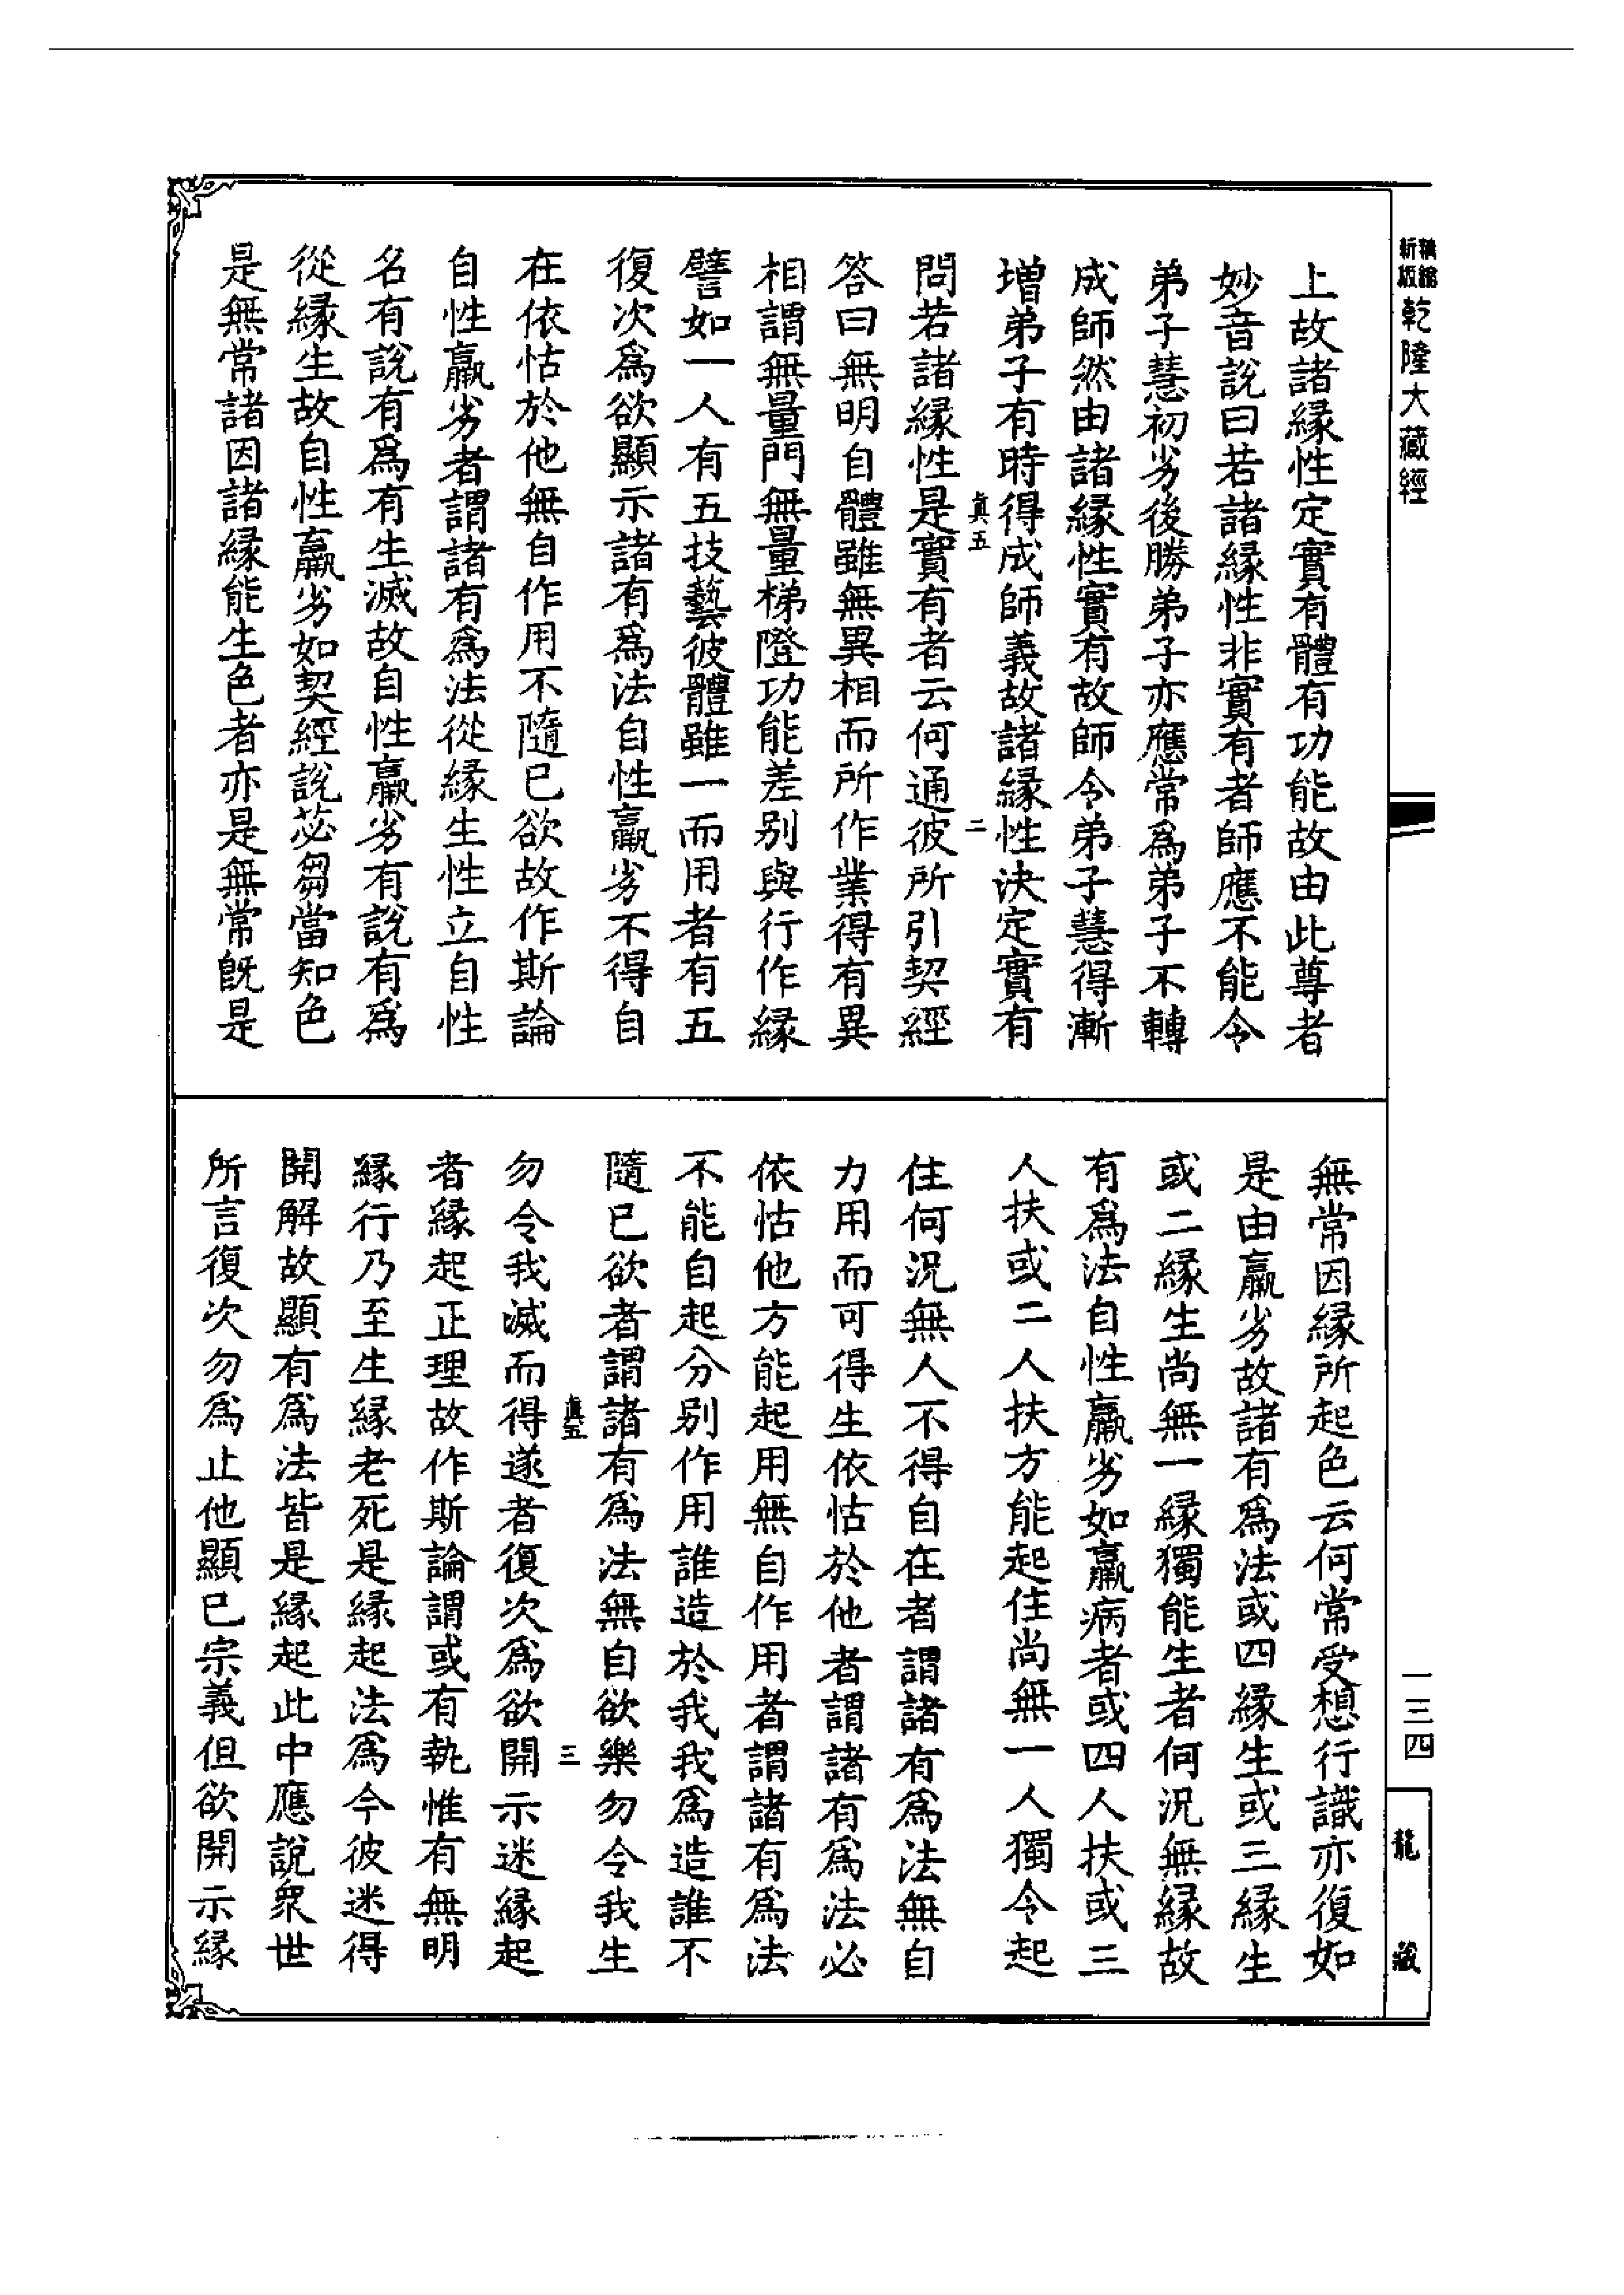 精縮新版乾隆大藏經
一三四
龍藏
上故諸緣性定實有體有功能故由此尊者
妙音說曰若諸緣性非實有者師應不能令
弟子慧初劣後勝弟子亦應常爲弟子不轉
成師然由諸緣性實有故師令弟子慧得漸
增弟子有時得成師義故諸緣性決定實有
真五 二
問若諸緣性是實有者云何通彼所引契經
答曰無明自體雖無異相而所作業得有異
相謂無量門無量梯隥功能差别與行作緣
譬如一人有五技藝彼體雖一而用者有五
復次爲欲顯示諸有爲法自性羸劣不得自
在依怙於他無自作用不隨已欲故作斯論
自性羸劣者謂諸有爲法從緣生性立自性
名有說有爲有生滅故自性羸劣有說有爲
從緣生故自性羸劣如契經說苾芻當知色
是無常諸因諸緣能生色者亦是無常旣是
無常因緣所起色云何常受想行識亦復如
是由羸劣故諸有爲法或四緣生或三緣生
或二緣生尚無一緣獨能生者何況無緣故
有爲法自性羸劣如羸病者或四人扶或三
人扶或二人扶方能起住尚無一人獨令起
住何況無人不得自在者謂諸有爲法無自
力用而可得生依怙於他者謂諸有爲法必
依怙他方能起用無自作用者謂諸有爲法
不能自起分别作用誰造於我我爲造誰不
隨已欲者謂諸有爲法無自欲樂勿令我生
真五 三
勿令我滅而得遂者復次爲欲開示迷緣起
者緣起正理故作斯論謂或有執惟有無明
緣行乃至生緣老死是緣起法爲今彼迷得
開解故顯有爲法皆是緣起此中應說衆世
所言復次勿爲止他顯已宗義但欲開示緣